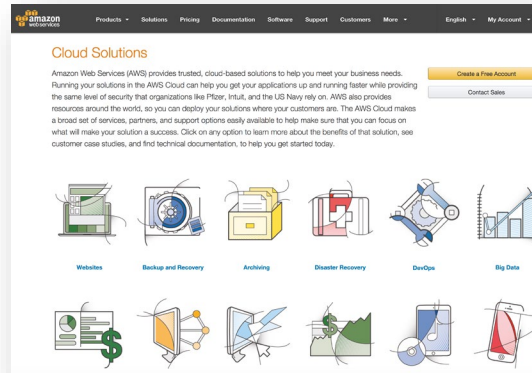 amazon
webservices
Products Solutions Pricing Documentation Software Support Customers More English My Account
Cloud Solutions
Amazon Web Services (AWS) provides trusted, cloud-based solutions to help you meet your business needs.
Running your solutions in the AWS Cloud can help you get your applications up and running faster while providing
the same level of security that organizations like Pfizer, Intuit, and the US Navy rely on. AWS also provides
resources around the world, so you can deploy your solutions where your customers are. The AWS Cloud makes
a broad set of services, partners, and support options easily available to help make sure that you can focus on
what will make your solution a success. Click on any option to learn more about the benefits of that solution, see
customer case studies, and find technical documentation, to help you get started today.
Create a Free Account
Contact Sales
Websites Backup and Recovery Archiving Disaster Recovery DevOps Big Data
$
$